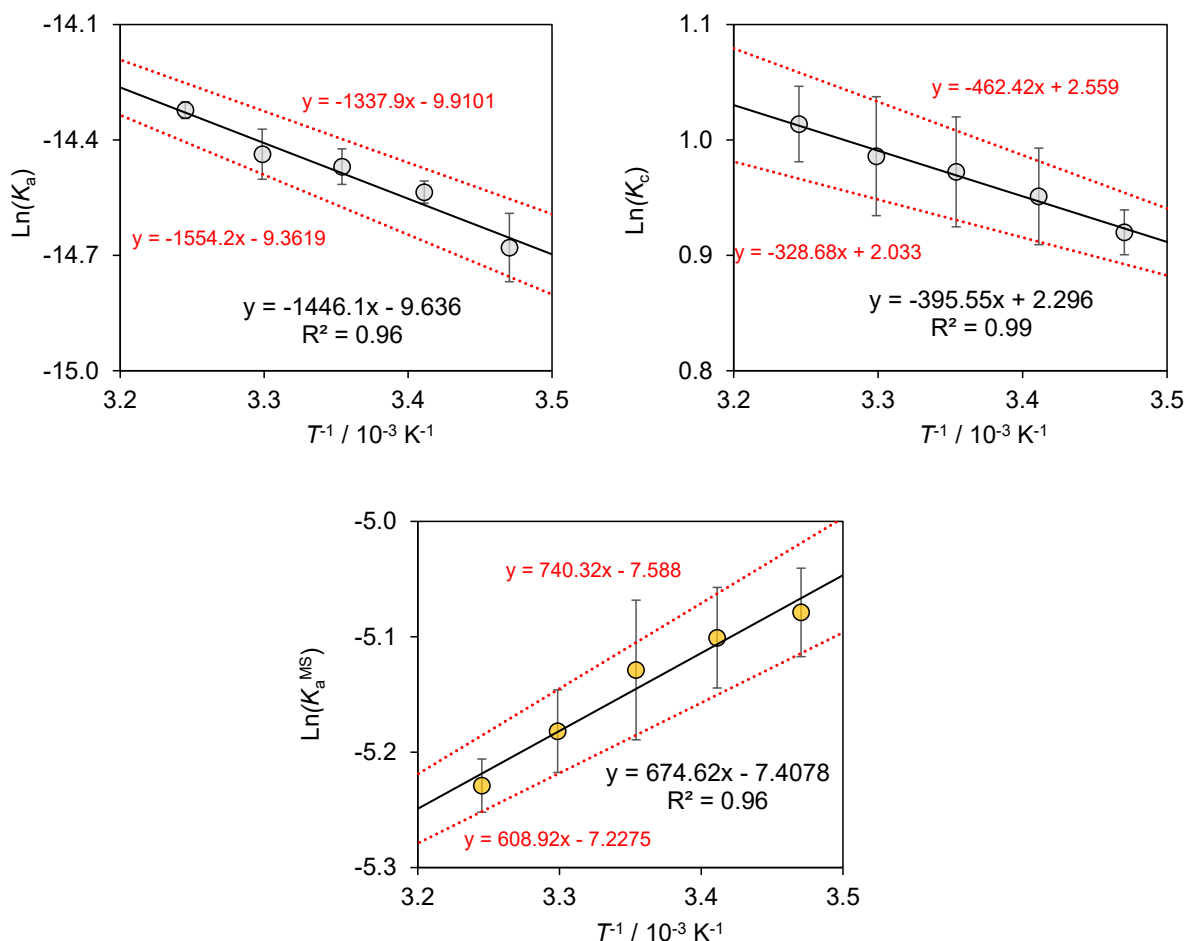 -14.1
-14.4
-14.7
-15.0
Ln(Ka)
y = -1337.9x - 9.9101
y = -1554.2x - 9.3619
y = -1446.1x - 9.636
R² = 0.96
3.2 3.3 3.4 3.5
T⁻¹ / 10⁻³ K⁻¹
1.1
1.0
0.9
0.8
Ln(Kc)
y = -462.42x + 2.559
y = -328.68x + 2.033
y = -395.55x + 2.296
R² = 0.99
3.2 3.3 3.4 3.5
T⁻¹ / 10⁻³ K⁻¹
-5.0
-5.1
-5.2
-5.3
Ln(KaMS)
y = 740.32x - 7.588
y = 674.62x - 7.4078
R² = 0.96
y = 608.92x - 7.2275
3.2 3.3 3.4 3.5
T⁻¹ / 10⁻³ K⁻¹